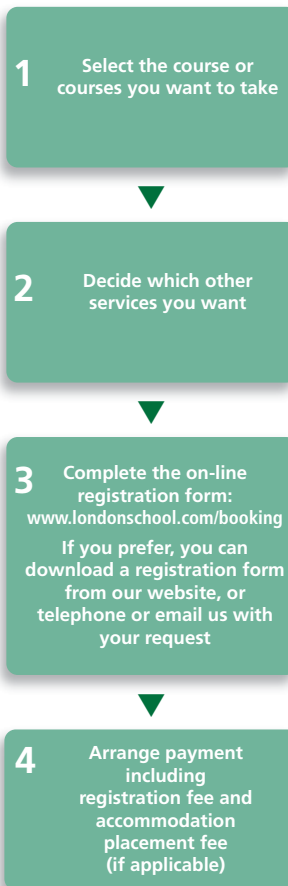 1
Select the course or
courses you want to take
2
Decide which other
services you want
3
Complete the on-line
registration form:
www.londonschool.com/booking
If you prefer, you can
download a registration form
from our website, or
telephone or email us with
your request
4
Arrange payment
including
registration fee and
accommodation
placement fee
(if applicable)